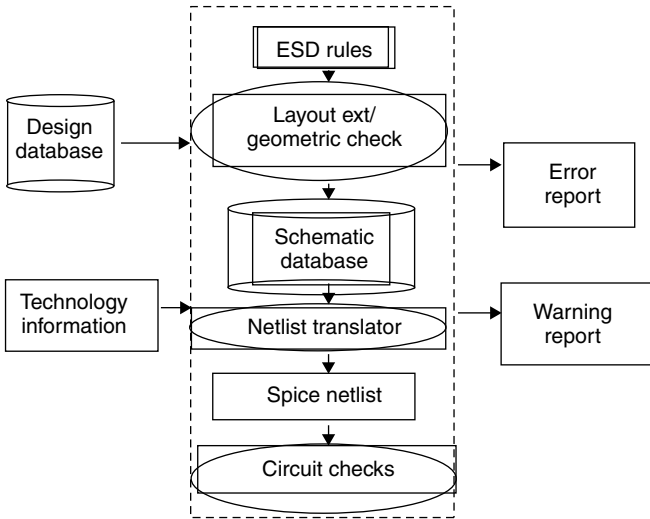 ESD rules
Layout ext/
geometric check
Design
database
Error
report
Schematic
database
Technology
information
Netlist translator
Warning
report
Spice netlist
Circuit checks